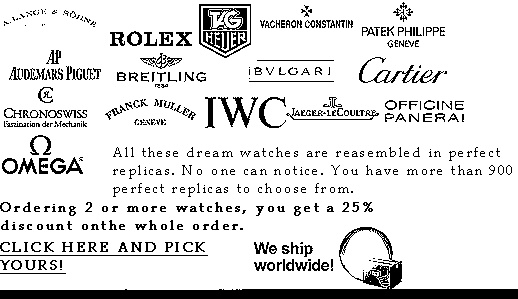 A. LANGE & SÖHNE
ROLEX
TAG
HEUER
VACHERON CONSTANTIN
PATEK PHILIPPE
GENEVE
AP
AUDEMARS PIGUET
BREITLING
1884
BVLGARI
Cartier
CHRONOSWISS
Faszination der Mechanik
FRANCK MULLER
GENEVE
IWC
JAEGER-LECOULTRE
OFFICINE
PANERAI
OMEGA
All these dream watches are reasembled in perfect
replicas. No one can notice. You have more than 900
perfect replicas to choose from.
Ordering 2 or more watches, you get a 25%
discount onthe whole order.
CLICK HERE AND PICK
YOURS!
We ship
worldwide!